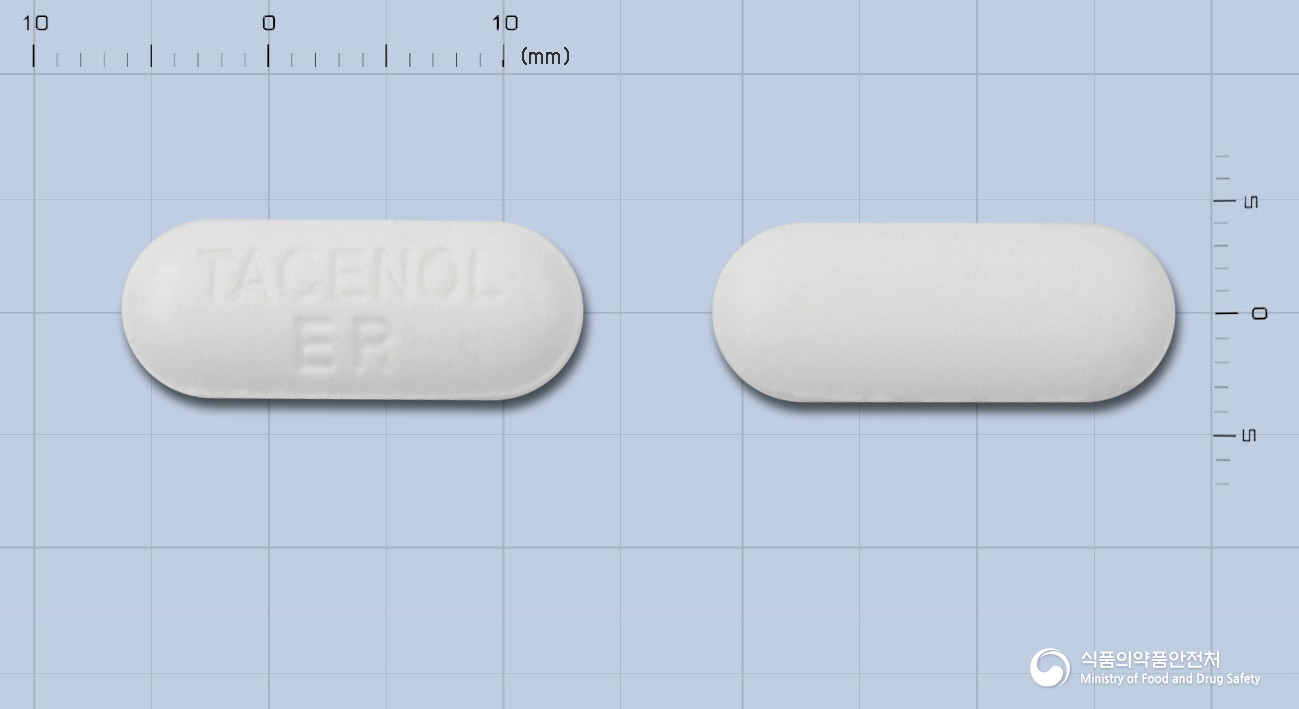 10 0 10 (mm)
TACENOL
ER
5
0
5
식품의약품안전처
Ministry of Food and Drug Safety